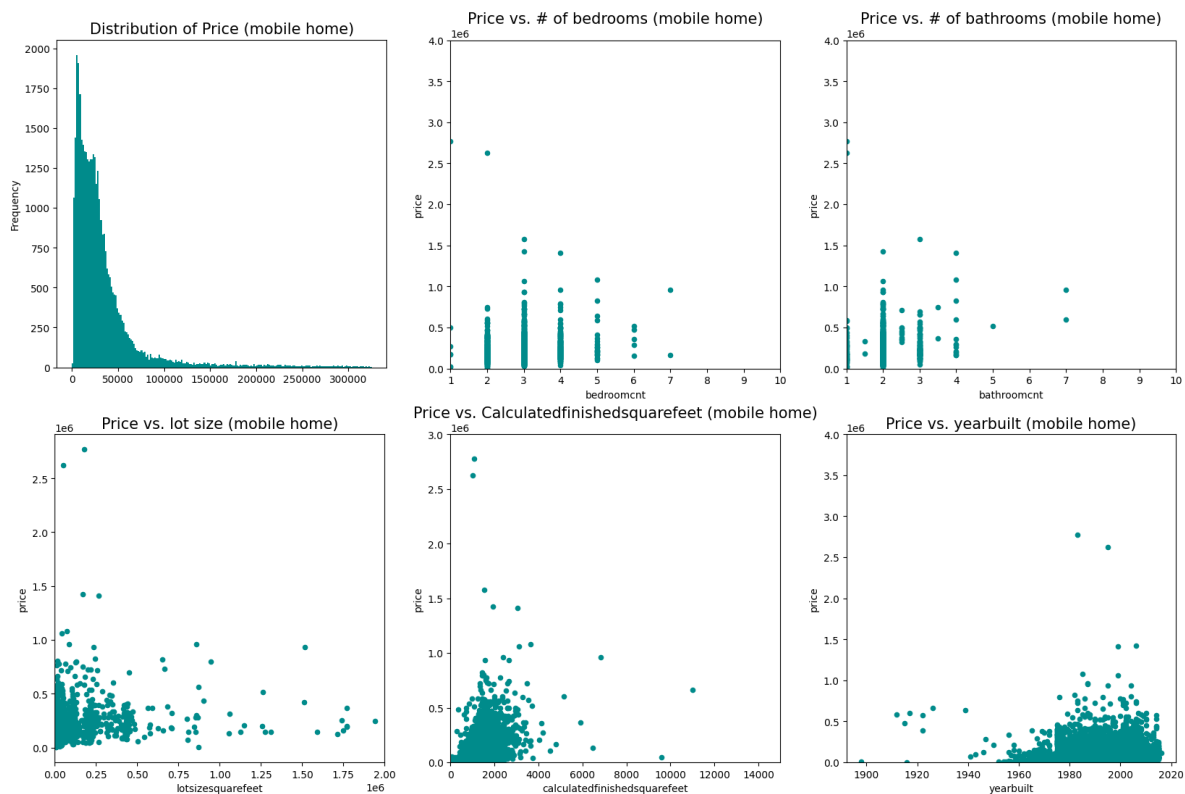 Distribution of Price (mobile home)
2000
1750
1500
1250
1000
750
500
250
0
Frequency
0 50000 100000 150000 200000 250000 300000
Price vs. # of bedrooms (mobile home)
1e6
4.0
3.5
3.0
2.5
2.0
1.5
1.0
0.5
0.0
price
1 2 3 4 5 6 7 8 9 10
bedroomcnt
Price vs. # of bathrooms (mobile home)
1e6
4.0
3.5
3.0
2.5
2.0
1.5
1.0
0.5
0.0
price
1 2 3 4 5 6 7 8 9 10
bathroomcnt
Price vs. lot size (mobile home)
1e6
2.5
2.0
1.5
1.0
0.5
0.0
price
0.00 0.25 0.50 0.75 1.00 1.25 1.50 1.75 2.00
lotsizesquarefeet
1e6
Price vs. Calculatedfinishedsquarefeet (mobile home)
1e6
3.0
2.5
2.0
1.5
1.0
0.5
0.0
price
0 2000 4000 6000 8000 10000 12000 14000
calculatedfinishedsquarefeet
Price vs. yearbuilt (mobile home)
1e6
4.0
3.5
3.0
2.5
2.0
1.5
1.0
0.5
0.0
price
1900 1920 1940 1960 1980 2000 2020
yearbuilt